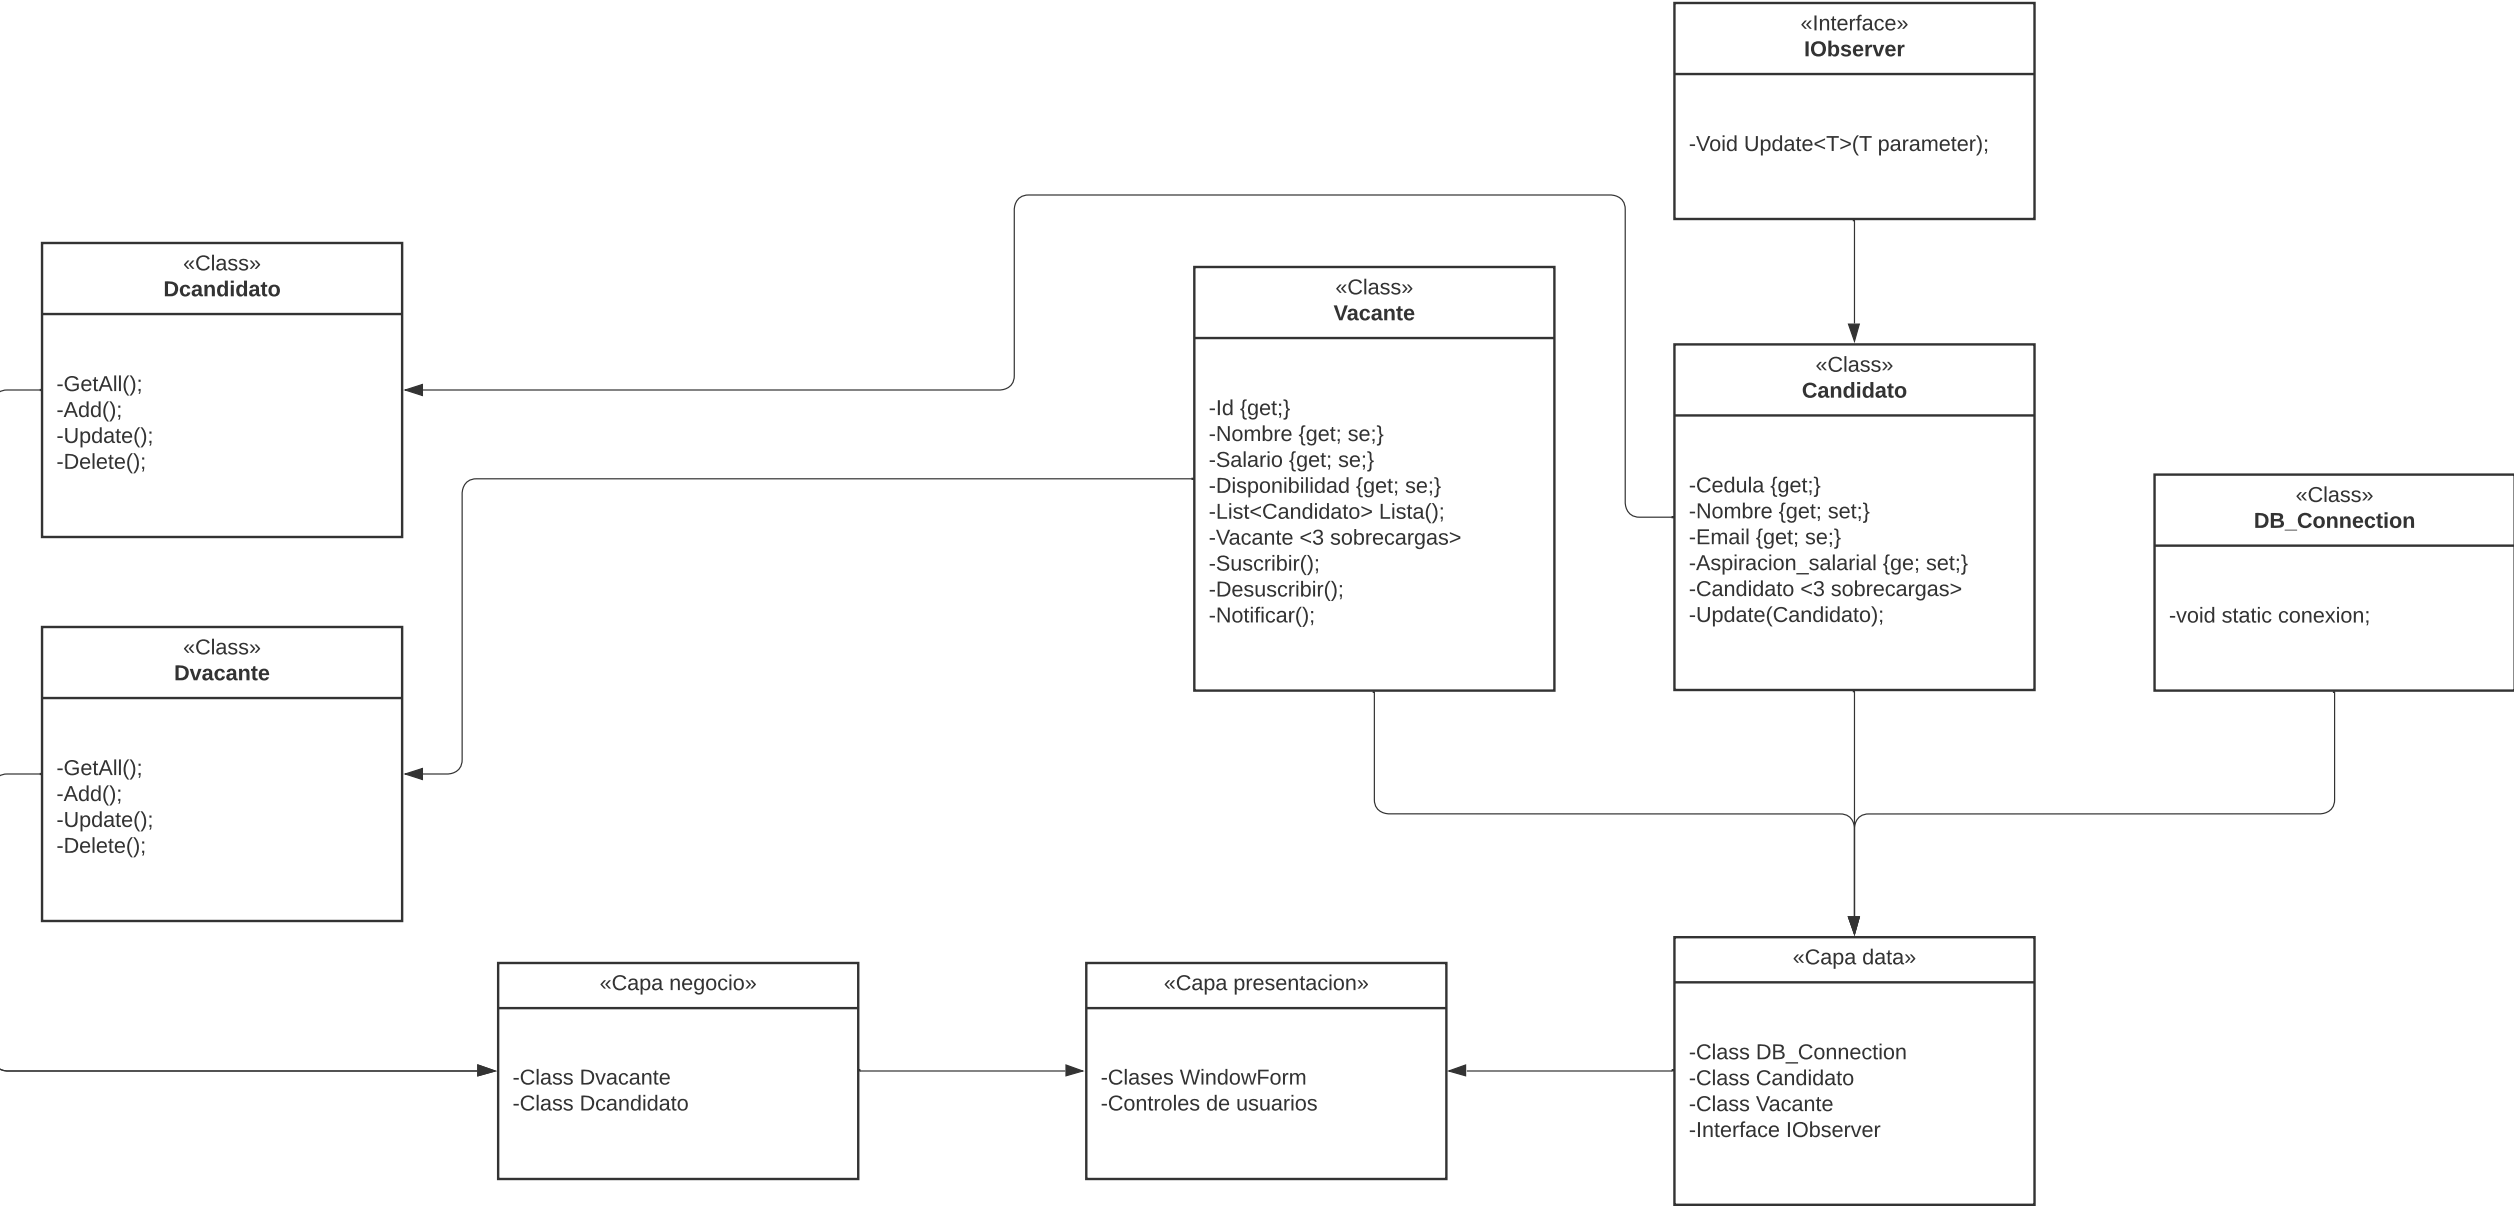 «Interface»
IObserver
-Void Update<T>(T parameter);
«Class»
Dcandidato
-GetAll();
-Add();
-Update();
-Delete();
«Class»
Vacante
-Id {get;}
-Nombre {get; se;}
-Salario {get; se;}
-Disponibilidad {get; se;}
-List<Candidato> Lista();
-Vacante <3 sobrecargas>
-Suscribir();
-Desuscribir();
-Notificar();
«Class»
Candidato
-Cedula {get;}
-Nombre {get; set;}
-Email {get; se;}
-Aspiracion_salarial {ge; set;}
-Candidato <3 sobrecargas>
-Update(Candidato);
«Class»
DB_Connection
-void static conexion;
«Class»
Dvacante
-GetAll();
-Add();
-Update();
-Delete();
«Capa negocio»
-Class Dvacante
-Class Dcandidato
«Capa presentacion»
-Clases WindowForm
-Controles de usuarios
«Capa data»
-Class DB_Connection
-Class Candidato
-Class Vacante
-Interface IObserver